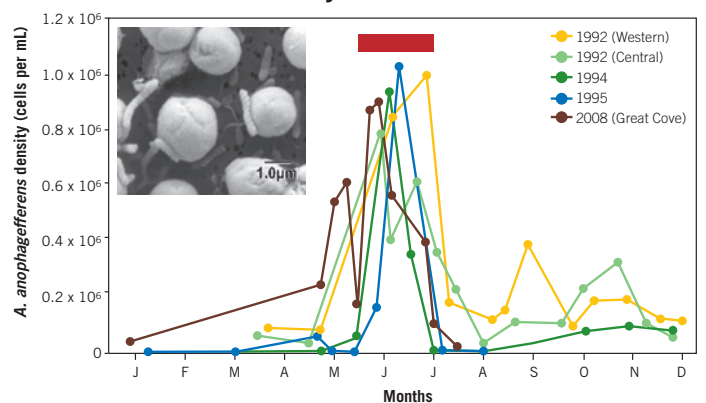 1.2 x 10⁶
1.0 x 10⁶
0.8 x 10⁶
0.6 x 10⁶
0.4 x 10⁶
0.2 x 10⁶
0
A. anophagefferens density (cells per mL)
1.0µm
1992 (Western)
1992 (Central)
1994
1995
2008 (Great Cove)
J F M A M J J A S O N D
Months